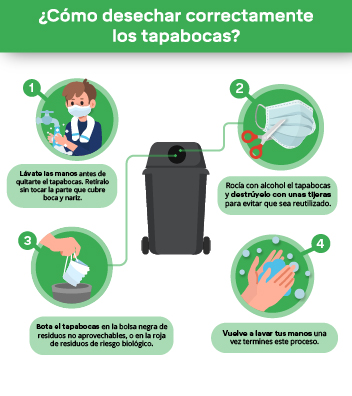 ¿Cómo desechar correctamente
los tapabocas?
1
Lávate las manos antes de
quitarte el tapabocas. Retíralo
sin tocar la parte que cubre
boca y nariz.
2
Rocía con alcohol el tapabocas
y destrúyelo con unas tijeras
para evitar que sea reutilizado.
3
Bota el tapabocas en la bolsa negra de
residuos no aprovechables, o en la roja
de residuos de riesgo biológico.
4
Vuelve a lavar tus manos una
vez termines este proceso.